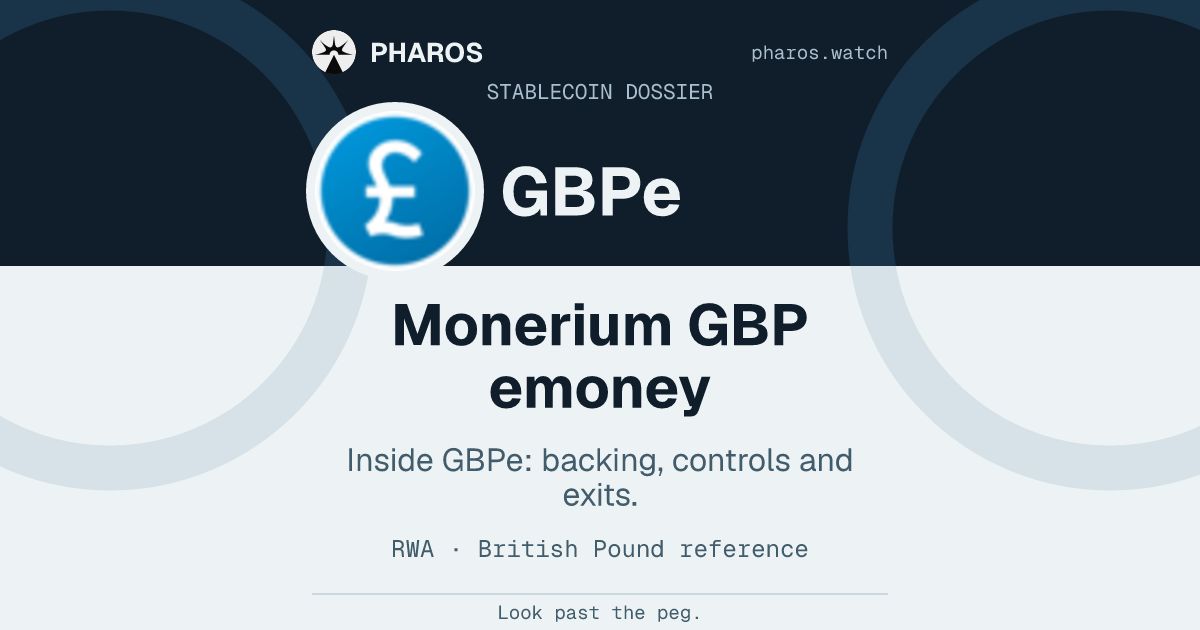 PHAROS
pharos.watch
STABLECOIN DOSSIER
£
GBPe
Monerium GBP
emoney
Inside GBPe: backing, controls and
exits.
RWA · British Pound reference
Look past the peg.